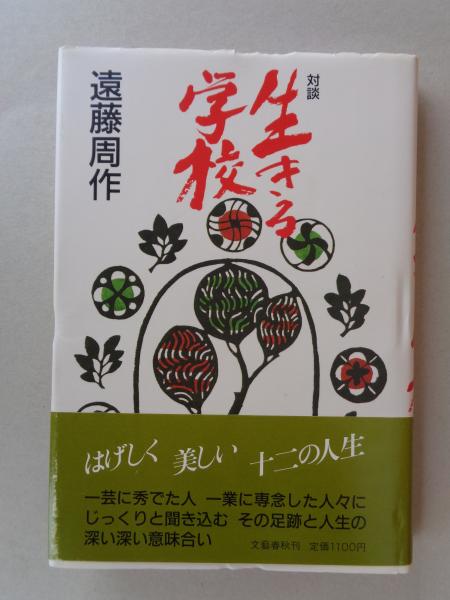 対談
生きる
学校
遠藤周作
はげしく 美しい 十二の人生
一芸に秀でた人 一業に専念した人々に
じっくりと聞き込む その足跡と人生の
深い深い意味合い
文藝春秋刊 定価1100円